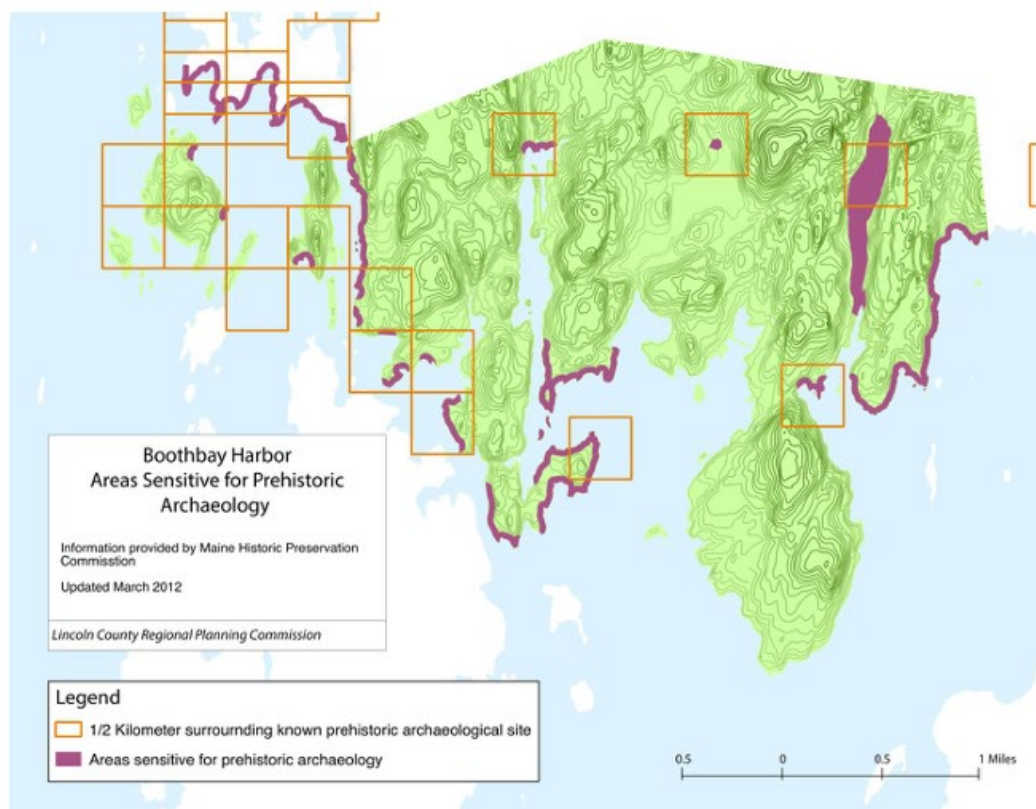 Boothbay Harbor
Areas Sensitive for Prehistoric
Archaeology
Information provided by Maine Historic Preservation
Commisstion
Updated March 2012
Lincoln County Regional Planning Commission
Legend
1/2 Kilometer surrournding known prehistoric archaeological site
Areas sensitive for prehistoric archaeology
0.5 0 0.5 1 Miles